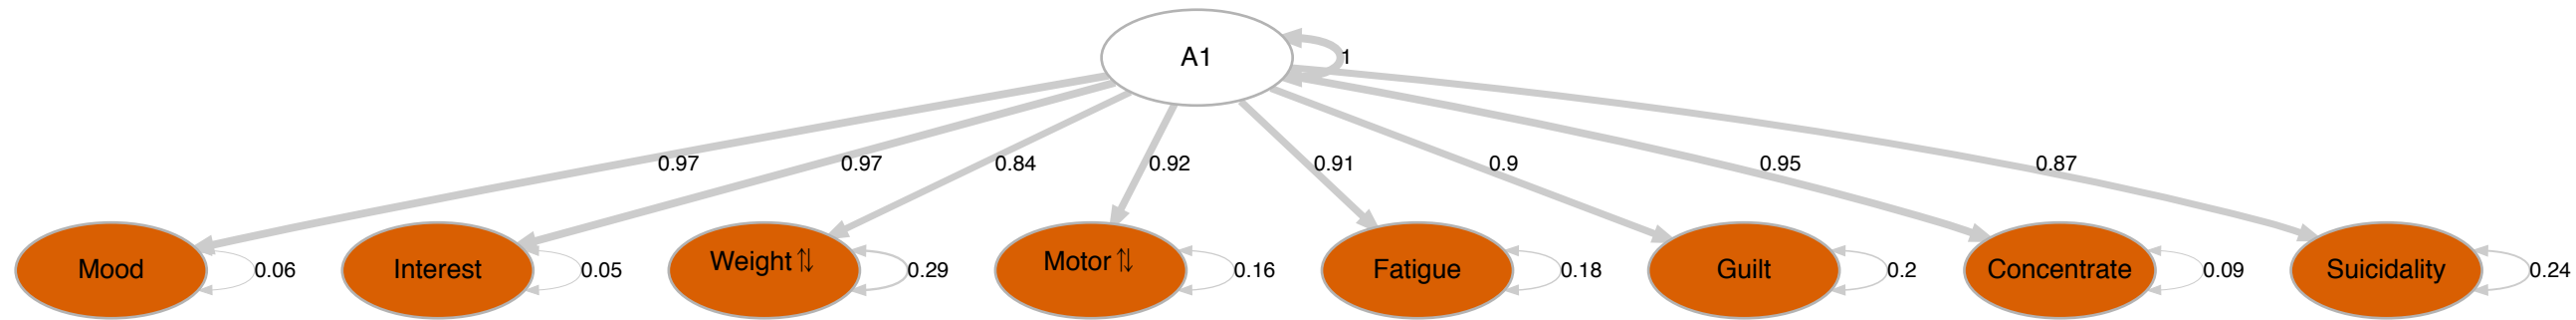 A1
1
0.97
0.97
0.84
0.92
0.91
0.9
0.95
0.87
Mood
0.06
Interest
0.05
Weight⇅
0.29
Motor⇅
0.16
Fatigue
0.18
Guilt
0.2
Concentrate
0.09
Suicidality
0.24